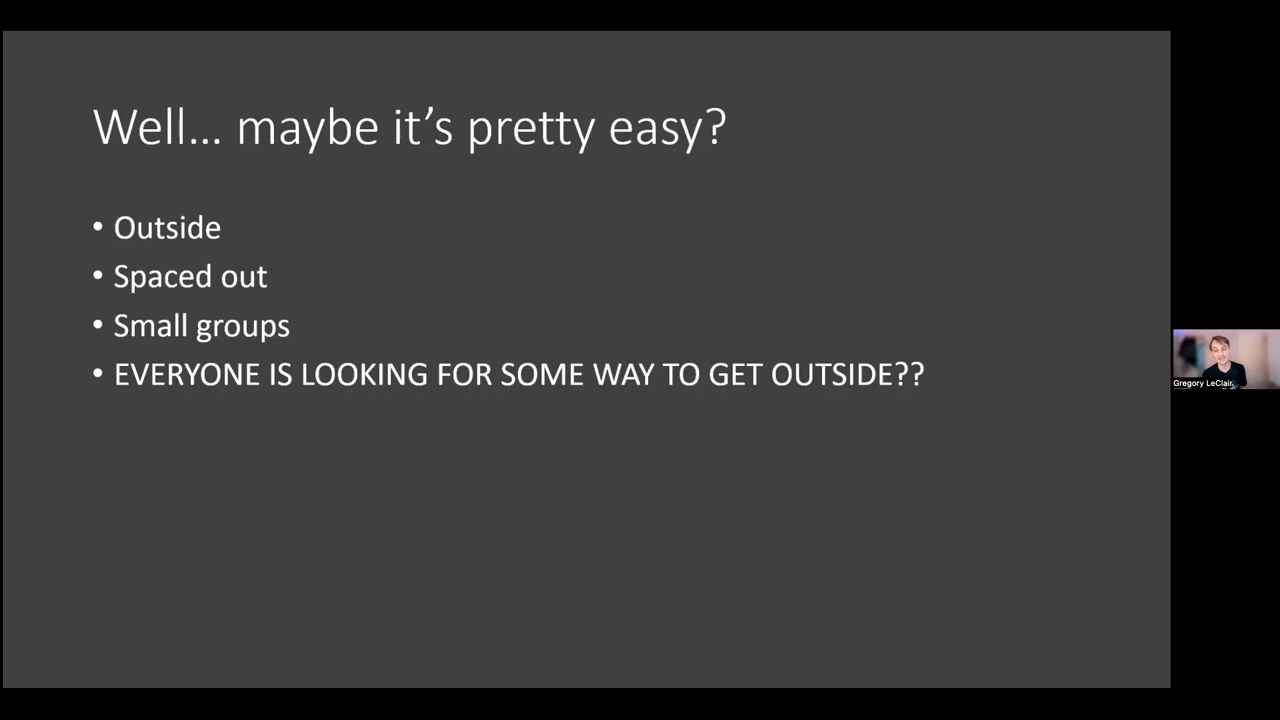 Well… maybe it’s pretty easy?
• Outside
• Spaced out
• Small groups
• EVERYONE IS LOOKING FOR SOME WAY TO GET OUTSIDE??
Gregory LeClair